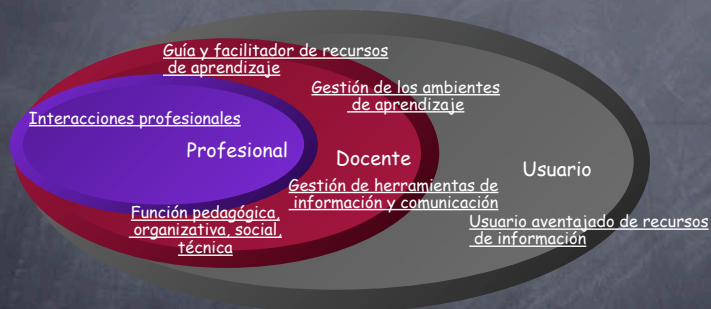 Guía y facilitador de recursos
de aprendizaje
Gestión de los ambientes
de aprendizaje
Interacciones profesionales
Profesional
Docente
Usuario
Gestión de herramientas de
información y comunicación
Función pedagógica,
organizativa, social,
técnica
Usuario aventajado de recursos
de información